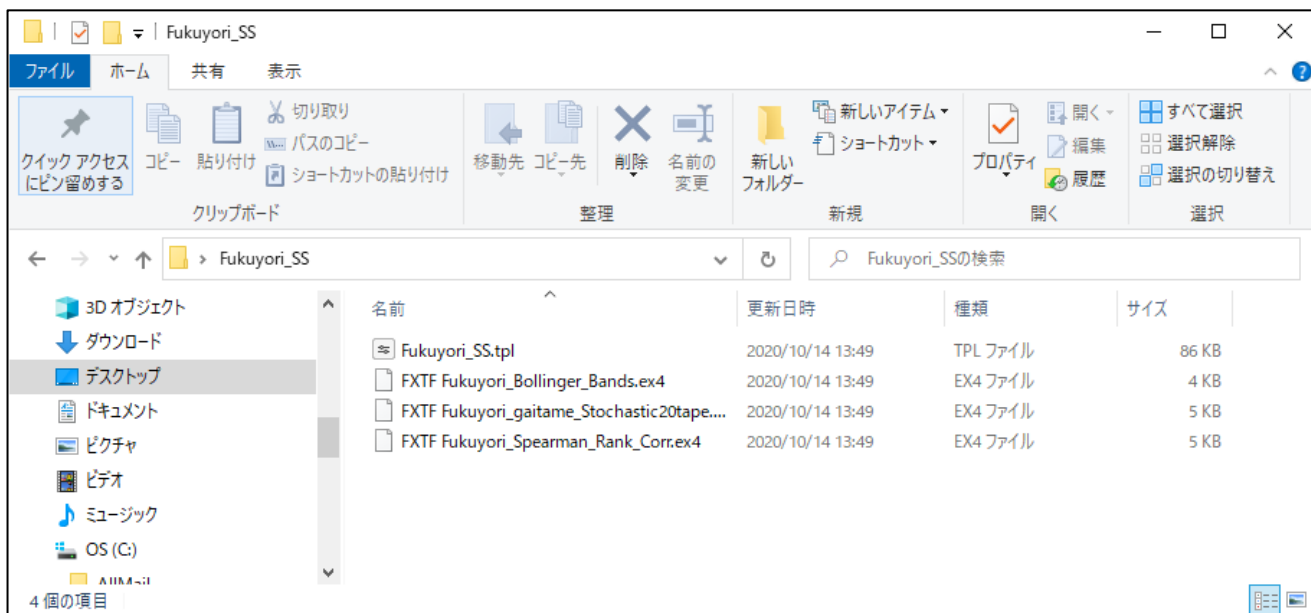 Fukuyori_SS
ファイル ホーム 共有 表示
クイック アクセス
にピン留めする
コピー
貼り付け
切り取り
パスのコピー
ショートカットの貼り付け
クリップボード
移動先
コピー先
削除
名前の
変更
整理
新しい
フォルダー
新しいアイテム
ショートカット
新規
プロパティ
開く
編集
履歴
開く
すべて選択
選択解除
選択の切り替え
選択
Fukuyori_SS
Fukuyori_SSの検索
3D オブジェクト
ダウンロード
デスクトップ
ドキュメント
ピクチャ
ビデオ
ミュージック
OS (C:)
AllMail
名前 更新日時 種類 サイズ
Fukuyori_SS.tpl 2020/10/14 13:49 TPL ファイル 86 KB
FXTF Fukuyori_Bollinger_Bands.ex4 2020/10/14 13:49 EX4 ファイル 4 KB
FXTF Fukuyori_gaitame_Stochastic20tape.... 2020/10/14 13:49 EX4 ファイル 5 KB
FXTF Fukuyori_Spearman_Rank_Corr.ex4 2020/10/14 13:49 EX4 ファイル 5 KB
4 個の項目